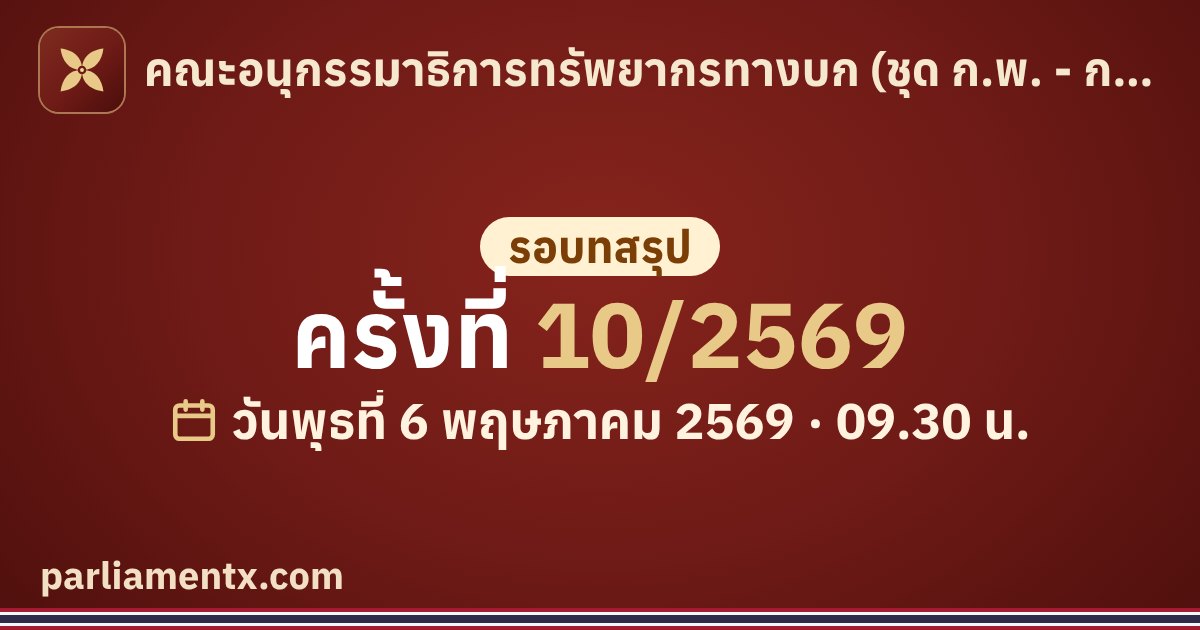 คณะอนุกรรมาธิการทรัพยากรทางบก (ชุด ก.พ. - ก...
รอบทสรุป
ครั้งที่ 10/2569
วันพุธที่ 6 พฤษภาคม 2569 · 09.30 น.
parliamentx.com